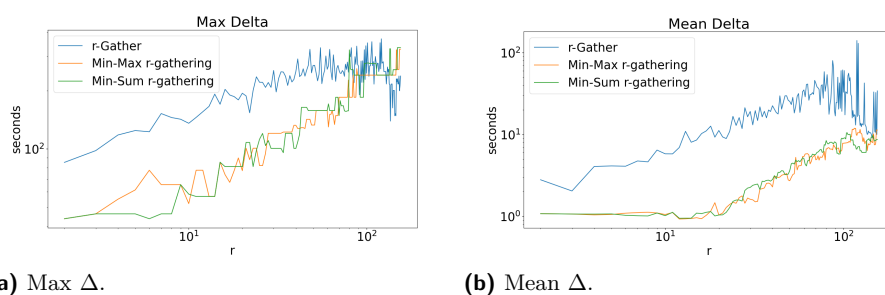 Max Delta
r-Gather
Min-Max r-gathering
Min-Sum r-gathering
seconds
10²
10¹
10²
r
a) Max Δ.
Mean Delta
r-Gather
Min-Max r-gathering
Min-Sum r-gathering
seconds
10²
10¹
10⁰
10¹
10²
r
(b) Mean Δ.